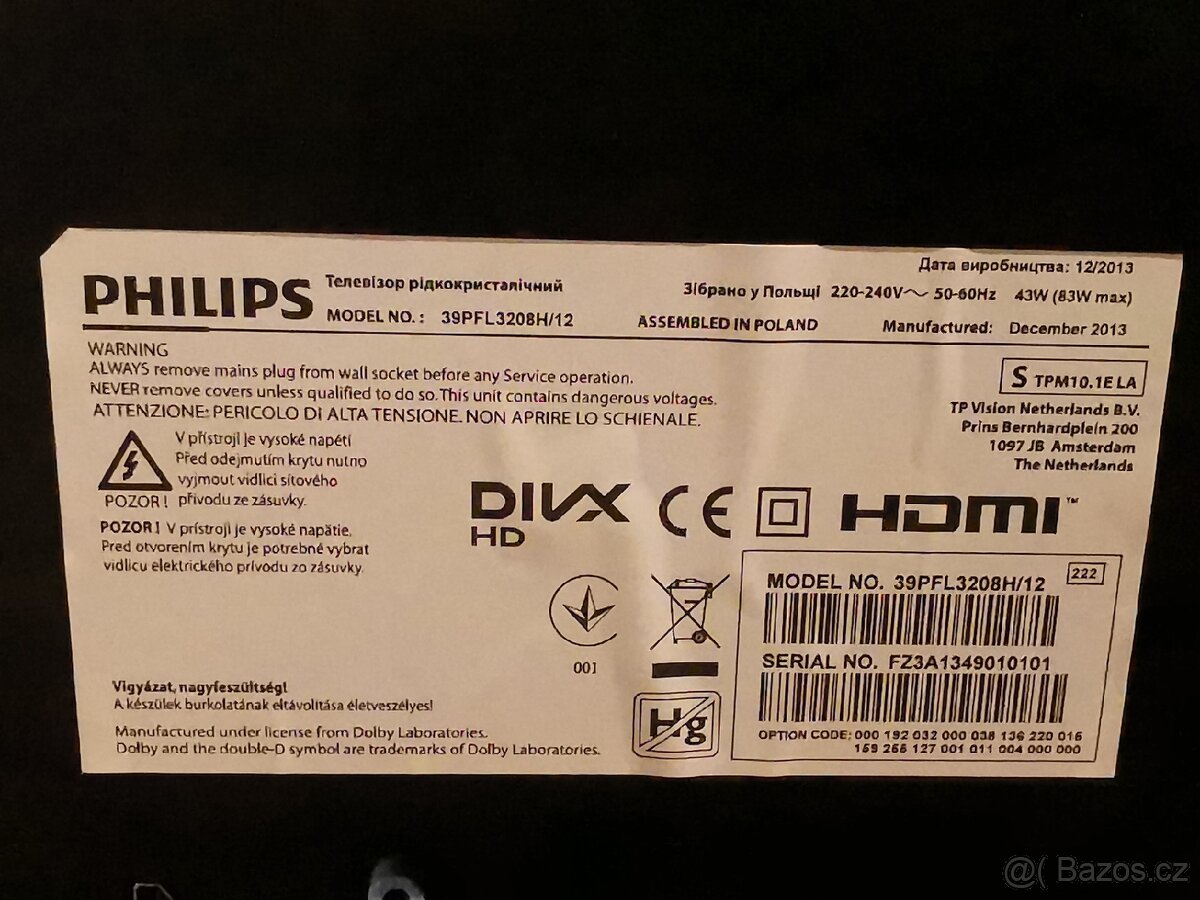 PHILIPS
Телевізор рідкокристалічний
MODEL NO.: 39PFL3208H/12
Дата виробництва: 12/2013
Зібрано у Польщі 220-240V~ 50-60Hz 43W (83W max)
ASSEMBLED IN POLAND Manufactured: December 2013
WARNING
ALWAYS remove mains plug from wall socket before any Service operation.
NEVER remove covers unless qualified to do so. This unit contains dangerous voltages.
ATTENZIONE: PERICOLO DI ALTA TENSIONE. NON APRIRE LO SCHIENALE.
S TPM10.1E LA
TP Vision Netherlands B.V.
Prins Bernhardplein 200
1097 JB Amsterdam
The Netherlands
V přístroji je vysoké napětí
Před odejmutím krytu nutno
vyjmout vidlici síťového
POZOR! přívodu ze zásuvky.
POZOR! V prístroji je vysoké napätie.
Pred otvorením krytu je potrebné vybrat
vidlicu elektrického prívodu zo zásuvky.
DIVX
HD
CE
HDMI™
001
Hg
222
MODEL NO. 39PFL3208H/12
SERIAL NO. FZ3A1349010101
OPTION CODE: 000 192 032 000 038 136 220 016
159 255 127 001 011 004 000 000
Vigyázat, nagyfeszültség!
A készülék burkolatának eltávolítása életveszélyes!
Manufactured under license from Dolby Laboratories.
Dolby and the double-D symbol are trademarks of Dolby Laboratories.
@( Bazos.cz